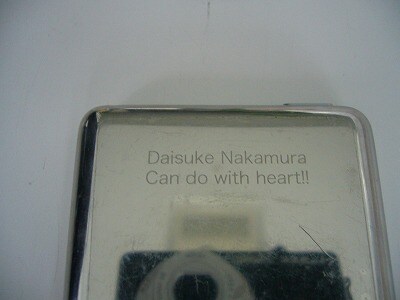 Daisuke Nakamura
Can do with heart!!